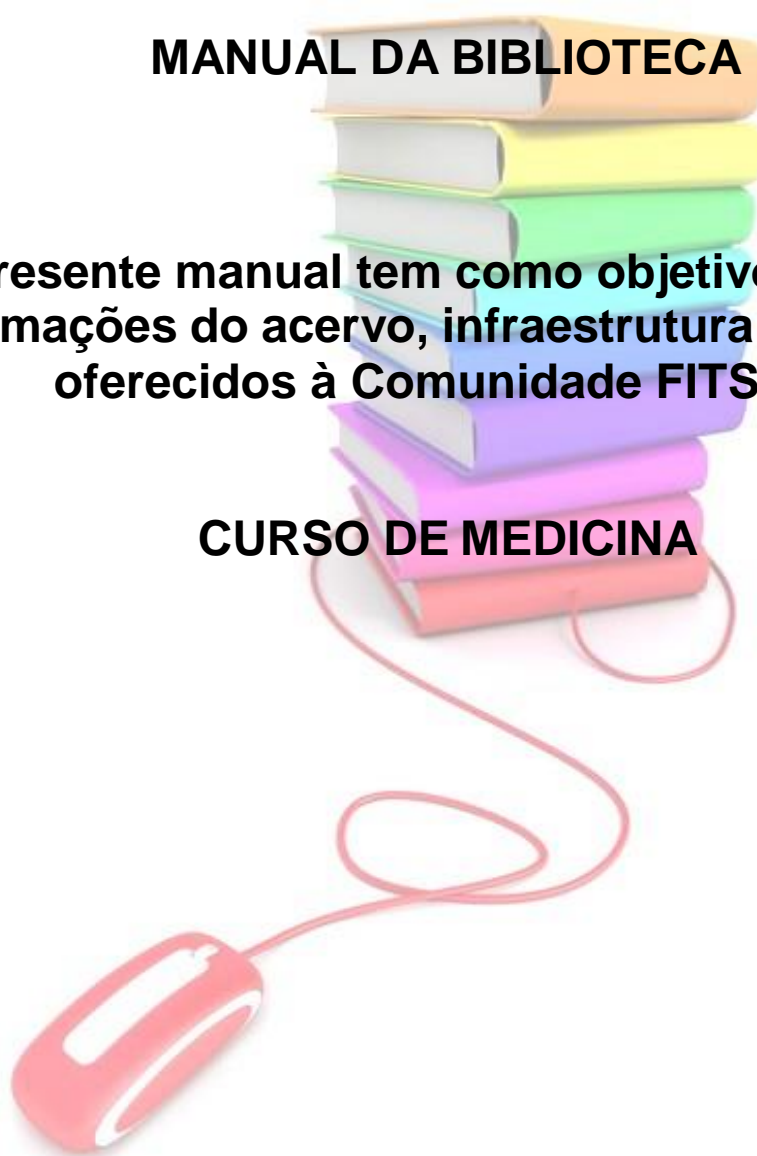 MANUAL DA BIBLIOTECA
resente manual tem como objetivo
mações do acervo, infraestrutura
oferecidos à Comunidade FITS
CURSO DE MEDICINA